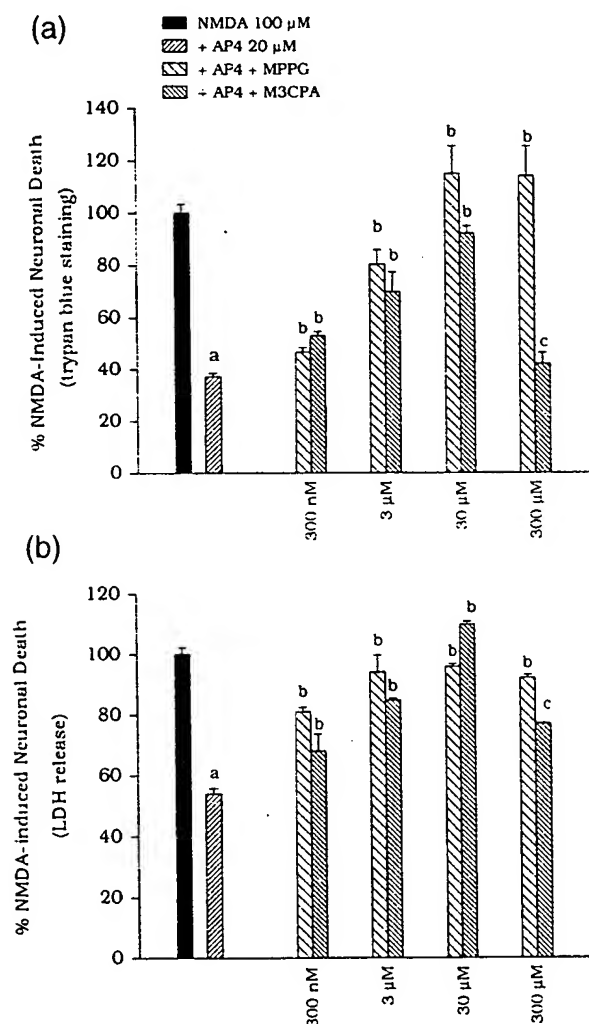 (a)
NMDA 100 µM
+ AP4 20 µM
+ AP4 + MPPG
÷ AP4 + M3CPA
% NMDA-Induced Neuronal Death
(trypan blue staining)
140
120
100
80
60
40
20
0
a
b b
b
b
b
b
b
c
300 nM
3 µM
30 µM
300 µM
(b)
% NMDA-induced Neuronal Death
(LDH release)
120
100
80
60
40
20
0
a
b
b
b
b
b
b
b
c
300 nM
3 µM
30 µM
300 µM